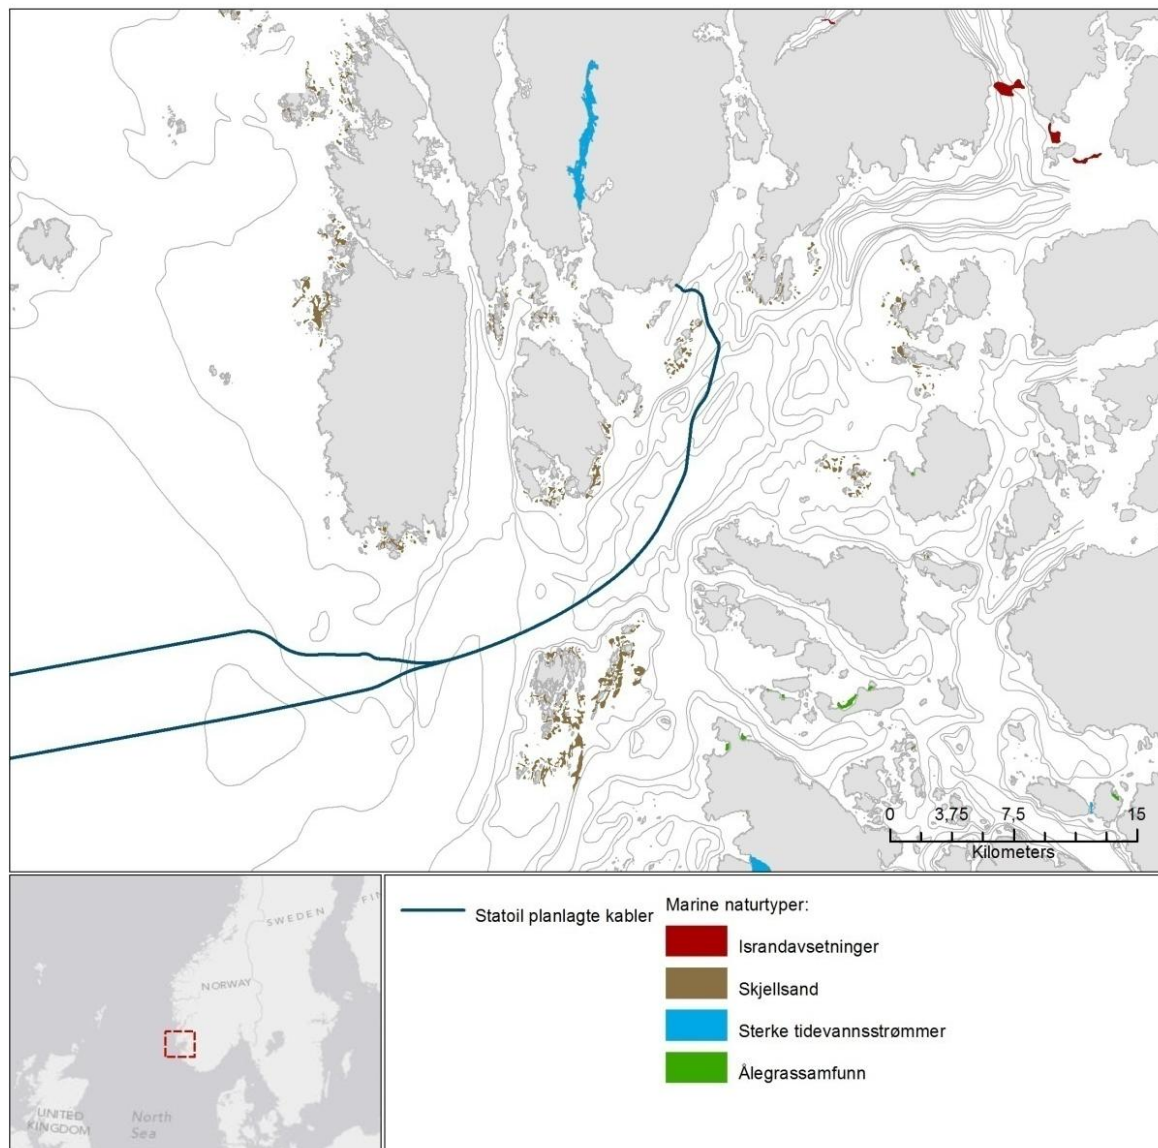 0 3,75 7,5 15
Kilometers
SWEDEN
FIN
NORWAY
UNITED
KINGDOM
North
Sea
Statoil planlagte kabler
Marine naturtyper:
Israndavsetninger
Skjellsand
Sterke tidevannsstrømmer
Ålegrassamfunn